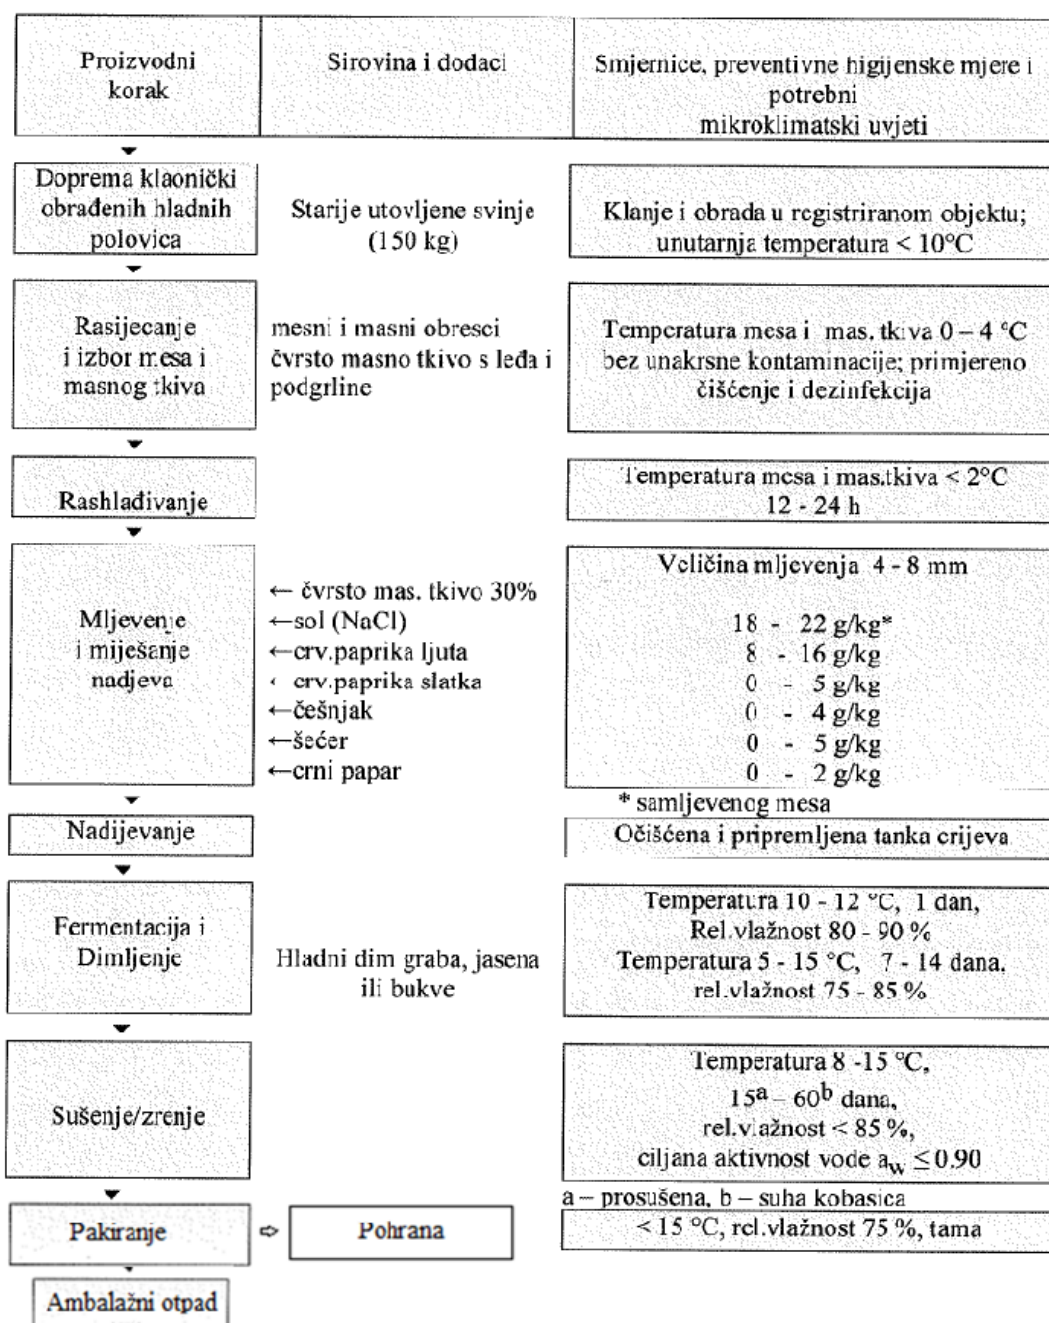 Proizvodni
korak
Sirovina i dodaci
Smjernice, preventivne higijenske mjere i
potrebni
mikroklimatski uvjeti
Doprema klaonički
obrađenih hladnih
polovica
Starije utovljene svinje
(150 kg)
Klanje i obrada u registriranom objektu;
unutarnja temperatura < 10°C
Rasijecanje
i izbor mesa i
masnog tkiva
mesni i masni obresci
čvrsto masno tkivo s leđa i
podgrline
Temperatura mesa i mas. tkiva 0 – 4 °C
bez unakrsne kontaminacije; primjereno
čišćenje i dezinfekcija
Rashlađivanje
Temperatura mesa i mas.tkiva < 2°C
12 - 24 h
Mljevenje
i miješanje
nadjeva
← čvrsto mas. tkivo 30%
←sol (NaCl)
←crv.paprika ljuta
crv.paprika slatka
←češnjak
←šećer
←crni papar
Veličina mljevenja 4 - 8 mm
18 - 22 g/kg*
8 - 16 g/kg
0 - 5 g/kg
0 - 4 g/kg
0 - 5 g/kg
0 - 2 g/kg
* samljevenog mesa
Nadijevanje
Očišćena i pripremljena tanka crijeva
Fermentacija i
Dimljenje
Hladni dim graba, jasena
ili bukve
Temperatura 10 - 12 °C, 1 dan,
Rel.vlažnost 80 - 90 %
Temperatura 5 - 15 °C, 7 - 14 dana.
rel.vlažnost 75 - 85 %
Sušenje/zrenje
Temperatura 8 -15 °C,
15a – 60b dana,
rel.vlažnost < 85 %,
ciljana aktivnost vode aw ≤ 0.90
a – prosušena, b – suha kobasica
Pakiranje
⇨
Pohrana
< 15 °C, rel.vlažnost 75 %, tama
Ambalažni otpad